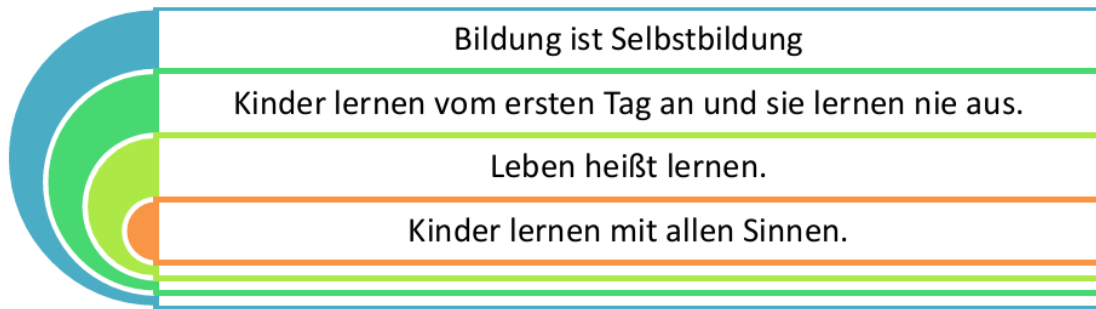 Bildung ist Selbstbildung
Kinder lernen vom ersten Tag an und sie lernen nie aus.
Leben heißt lernen.
Kinder lernen mit allen Sinnen.